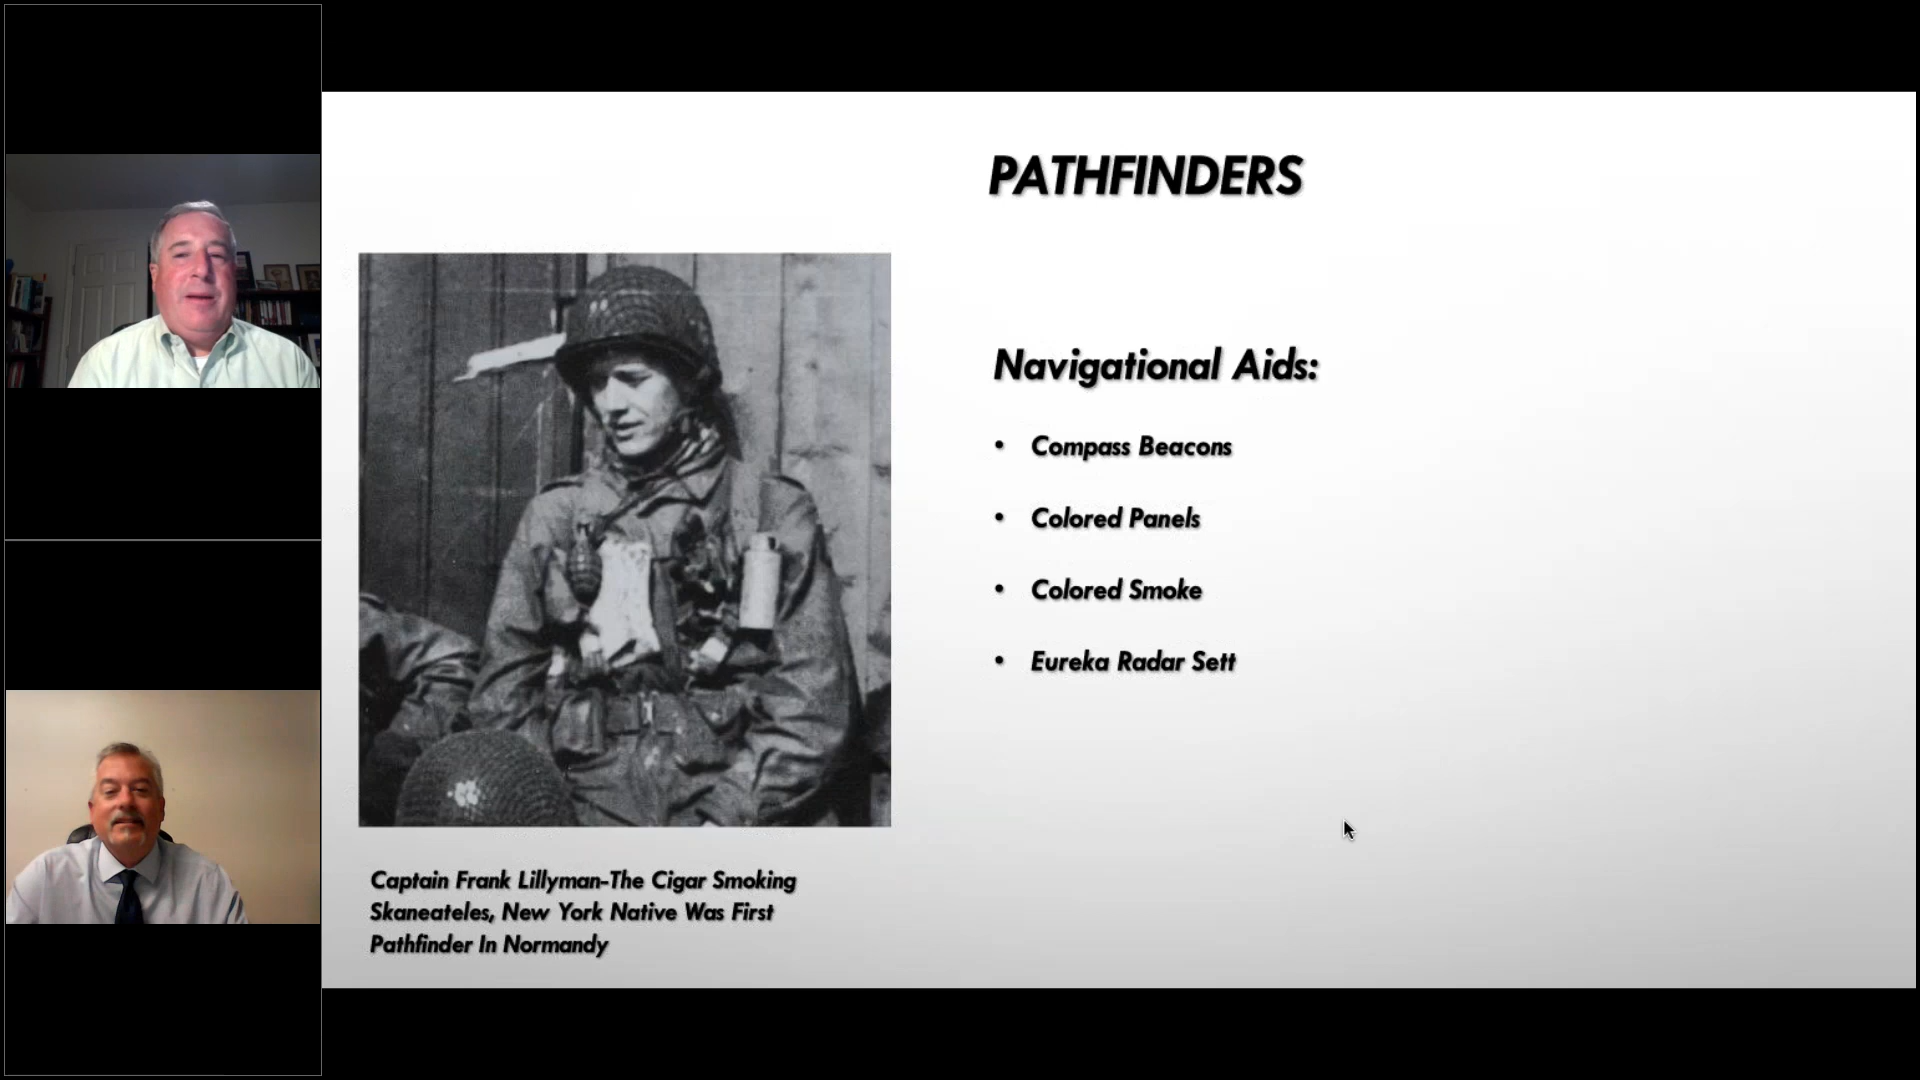 PATHFINDERS
Navigational Aids:
• Compass Beacons
• Colored Panels
• Colored Smoke
• Eureka Radar Sett
Captain Frank Lillyman-The Cigar Smoking
Skaneateles, New York Native Was First
Pathfinder In Normandy